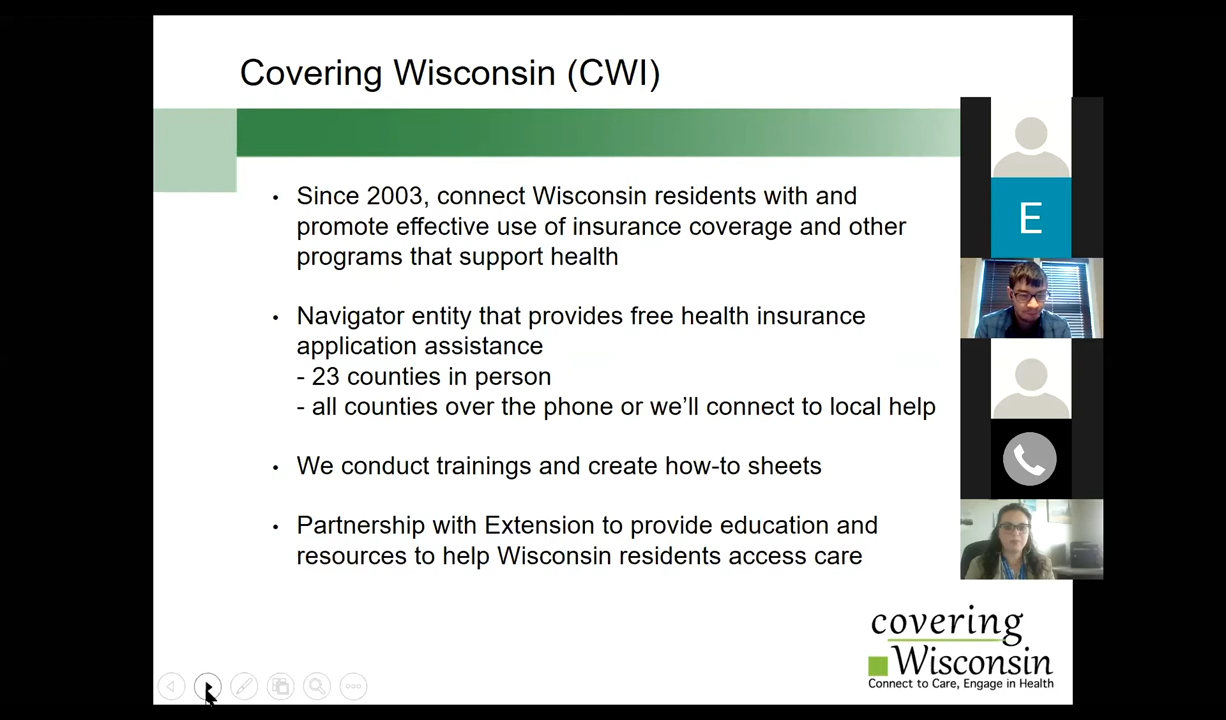 Covering Wisconsin (CWI)
• Since 2003, connect Wisconsin residents with and
promote effective use of insurance coverage and other
programs that support health
• Navigator entity that provides free health insurance
application assistance
- 23 counties in person
- all counties over the phone or we’ll connect to local help
• We conduct trainings and create how-to sheets
• Partnership with Extension to provide education and
resources to help Wisconsin residents access care
E
covering
Wisconsin
Connect to Care, Engage in Health